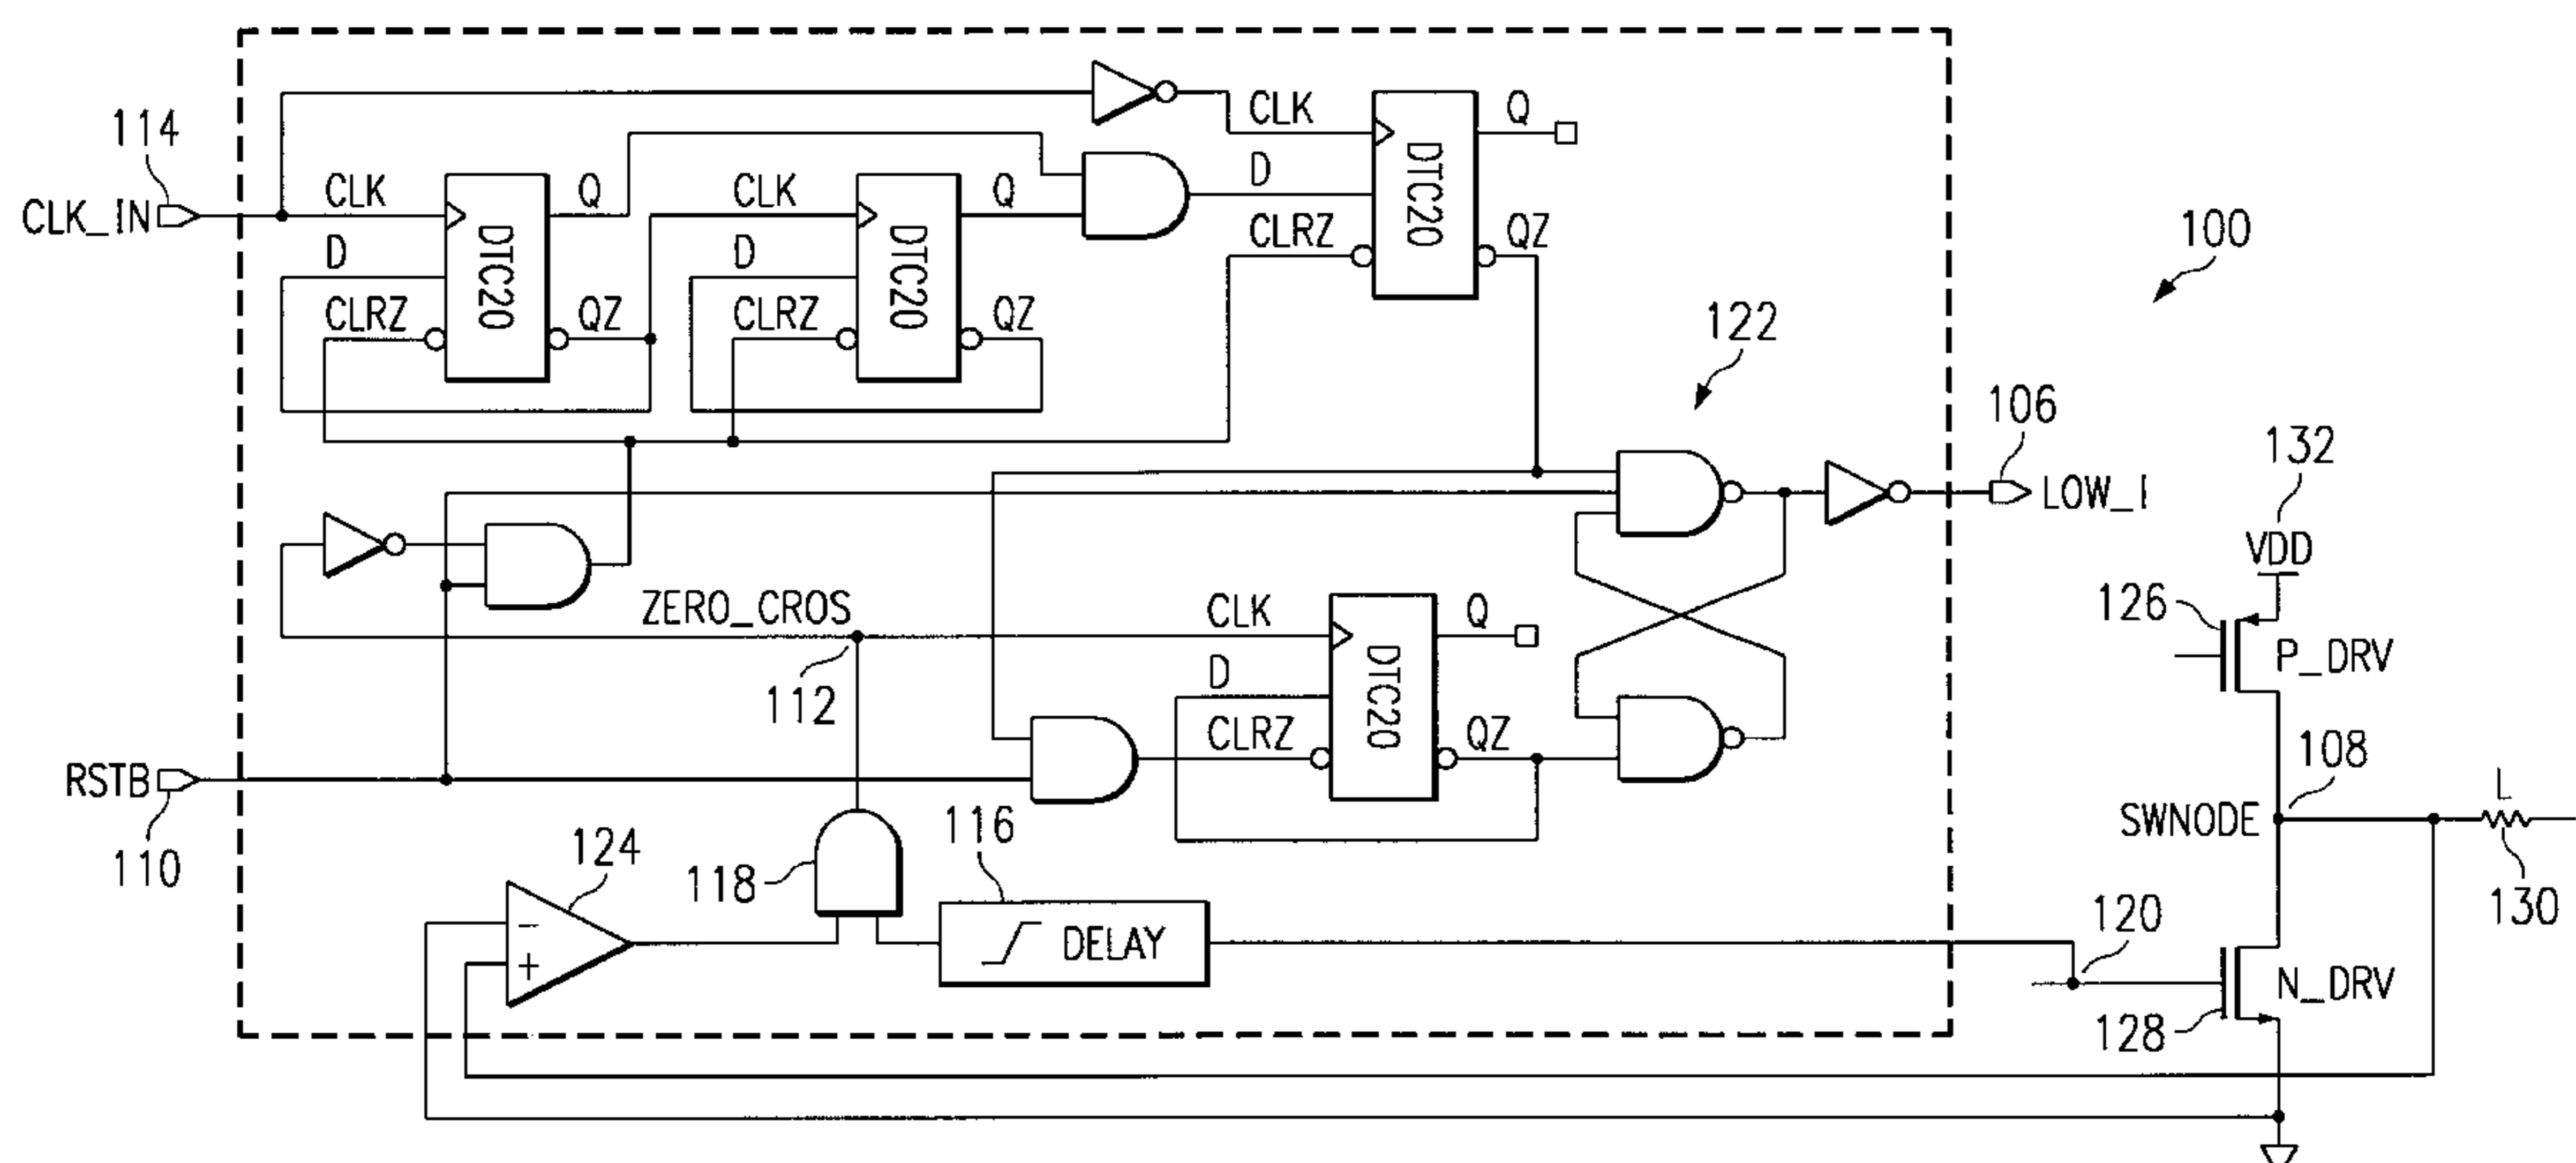 114
CLK_IN
CLK
D
CLRZ
DTC20
Q
QZ
CLK
D
CLRZ
DTC20
Q
QZ
CLK
D
CLRZ
DTC20
Q
QZ
100
122
106
LOW_I
132
VDD
126
P_DRV
ZERO_CROS
112
CLK
D
CLRZ
DTC20
Q
QZ
RSTB
110
124
118
116
DELAY
-
+
108
SWNODE
L
130
120
N_DRV
128